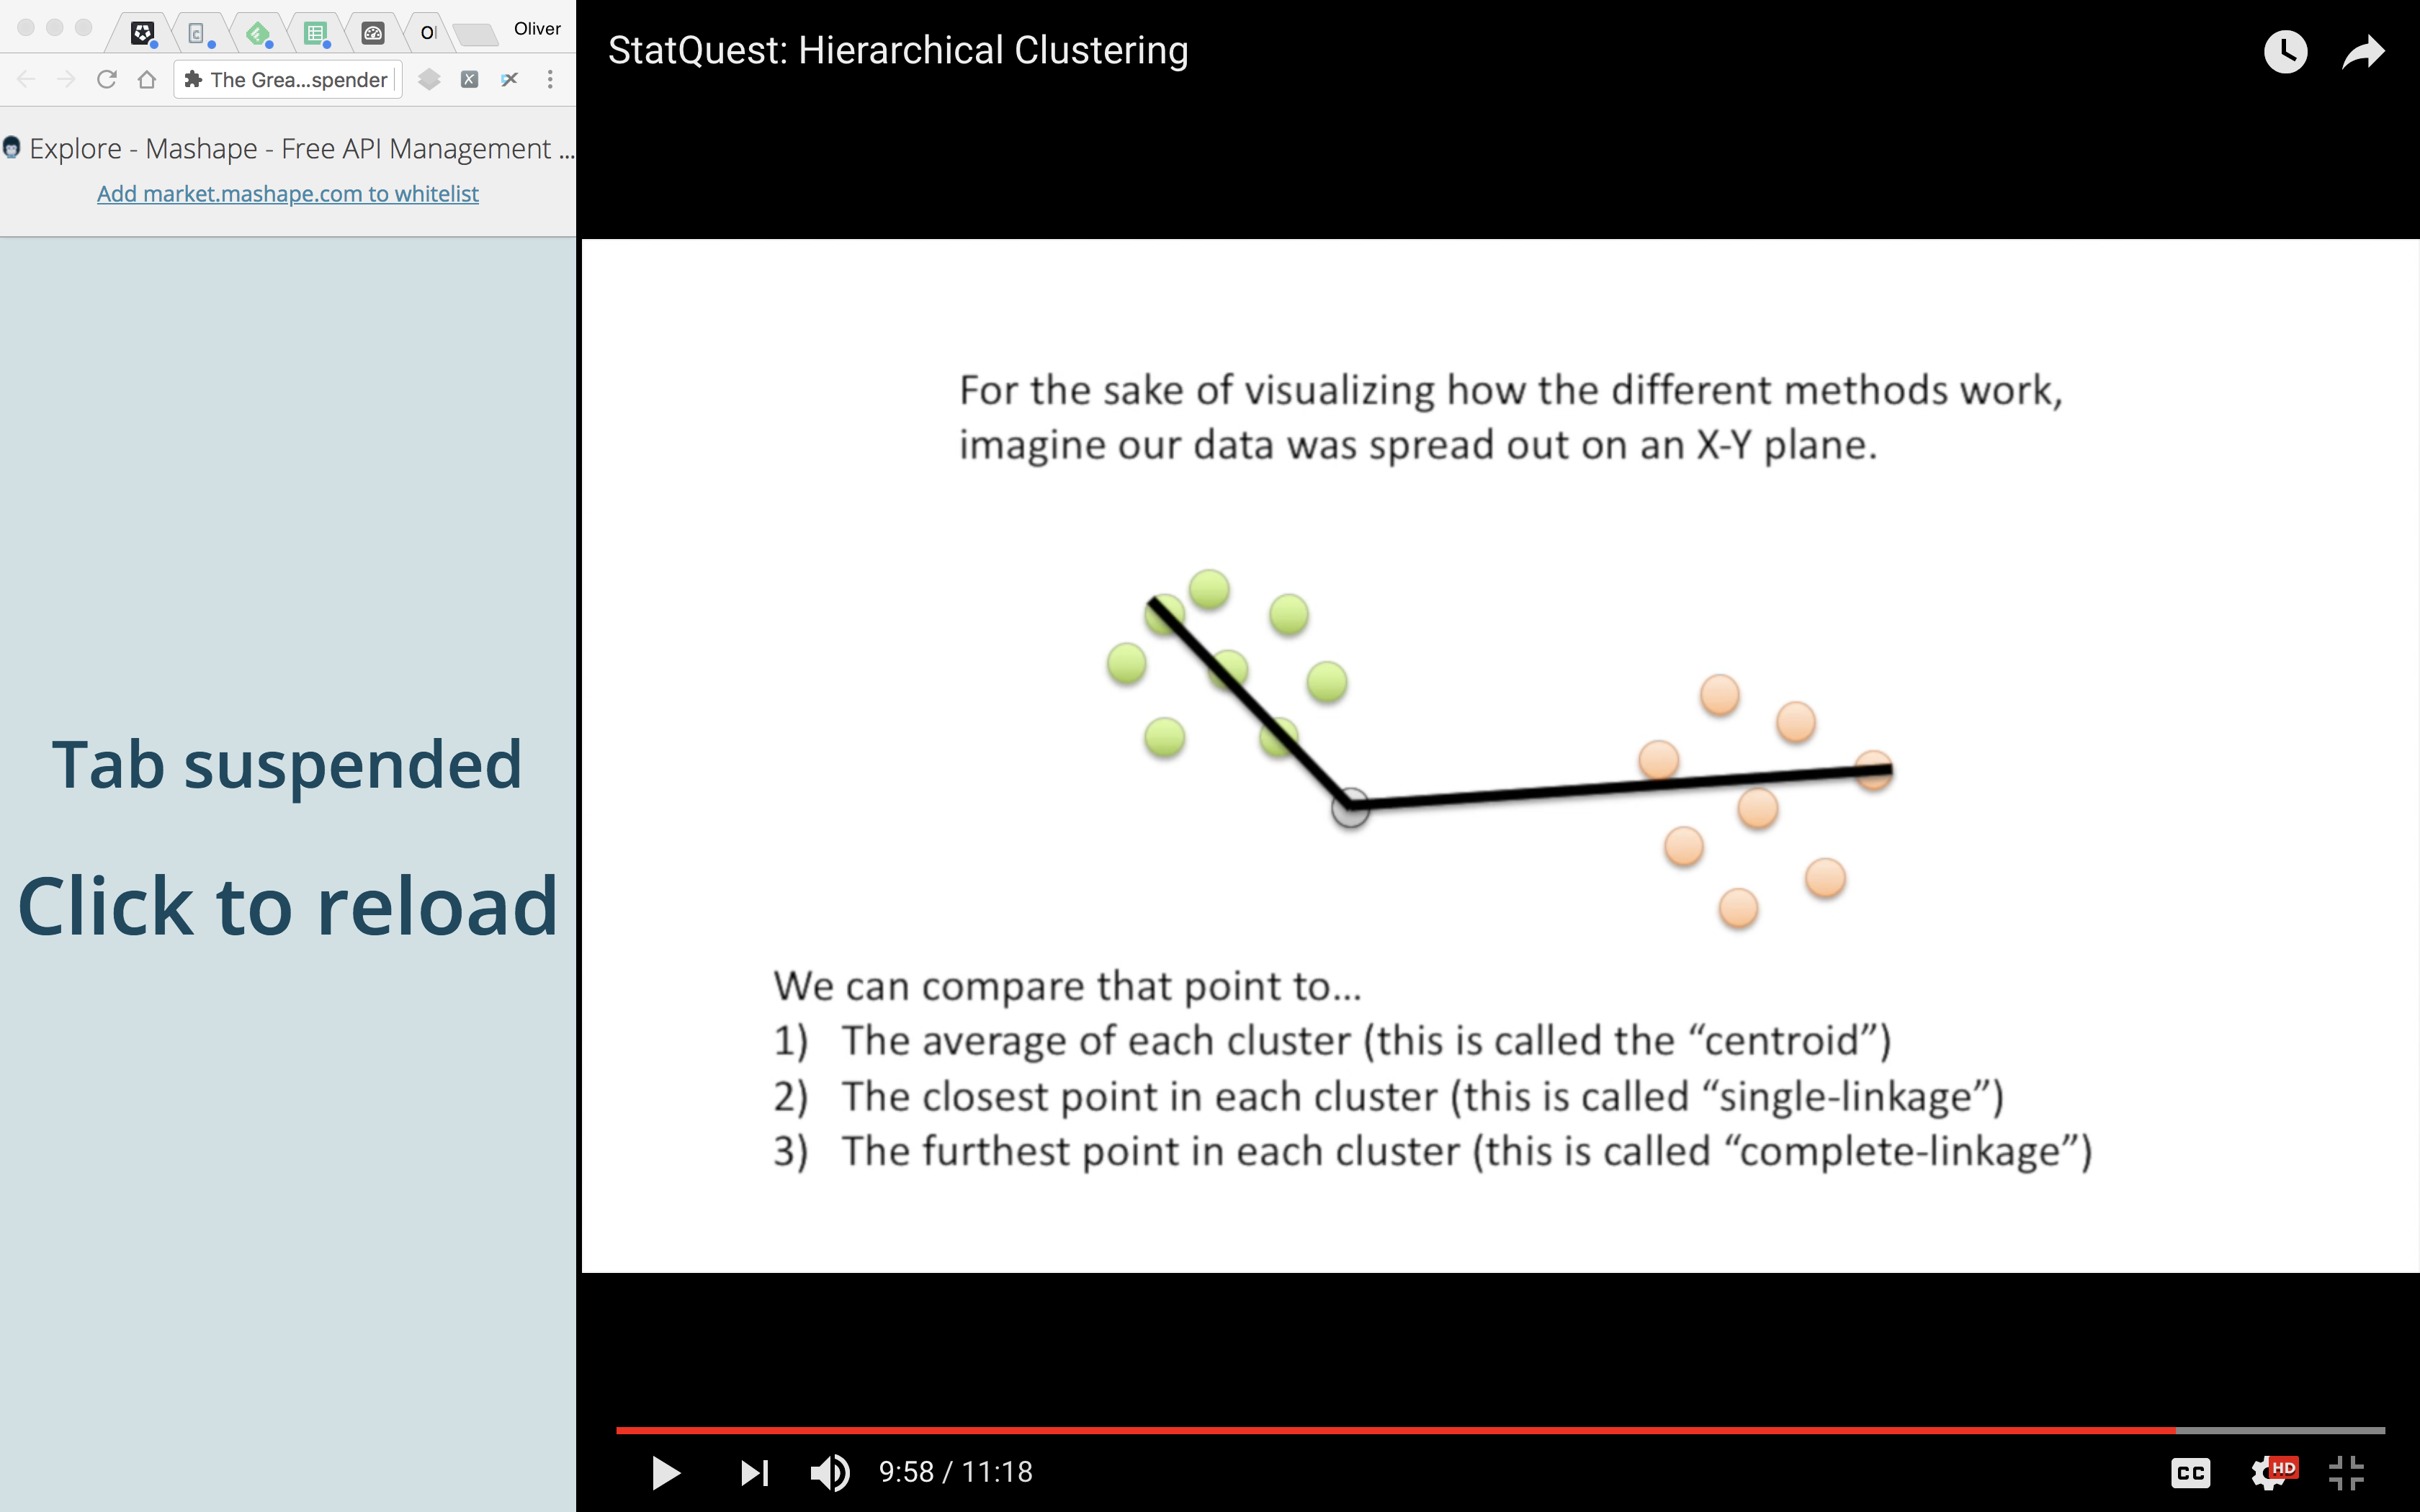 Oliver
The Grea...spender
Explore - Mashape - Free API Management ...
Add market.mashape.com to whitelist
Tab suspended
Click to reload
StatQuest: Hierarchical Clustering
For the sake of visualizing how the different methods work,
imagine our data was spread out on an X-Y plane.
We can compare that point to...
1) The average of each cluster (this is called the “centroid”)
2) The closest point in each cluster (this is called “single-linkage”)
3) The furthest point in each cluster (this is called “complete-linkage”)
9:58 / 11:18
CC
HD